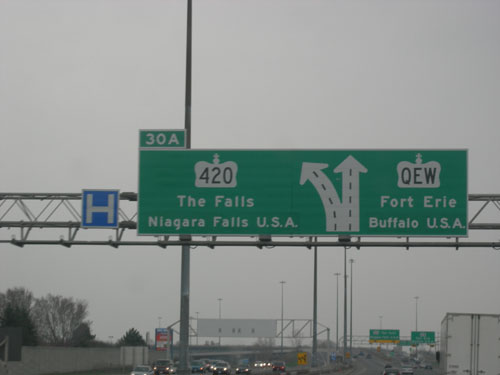 30A
420
QEW
The Falls
Niagara Falls U.S.A.
Fort Erie
Buffalo U.S.A.
H